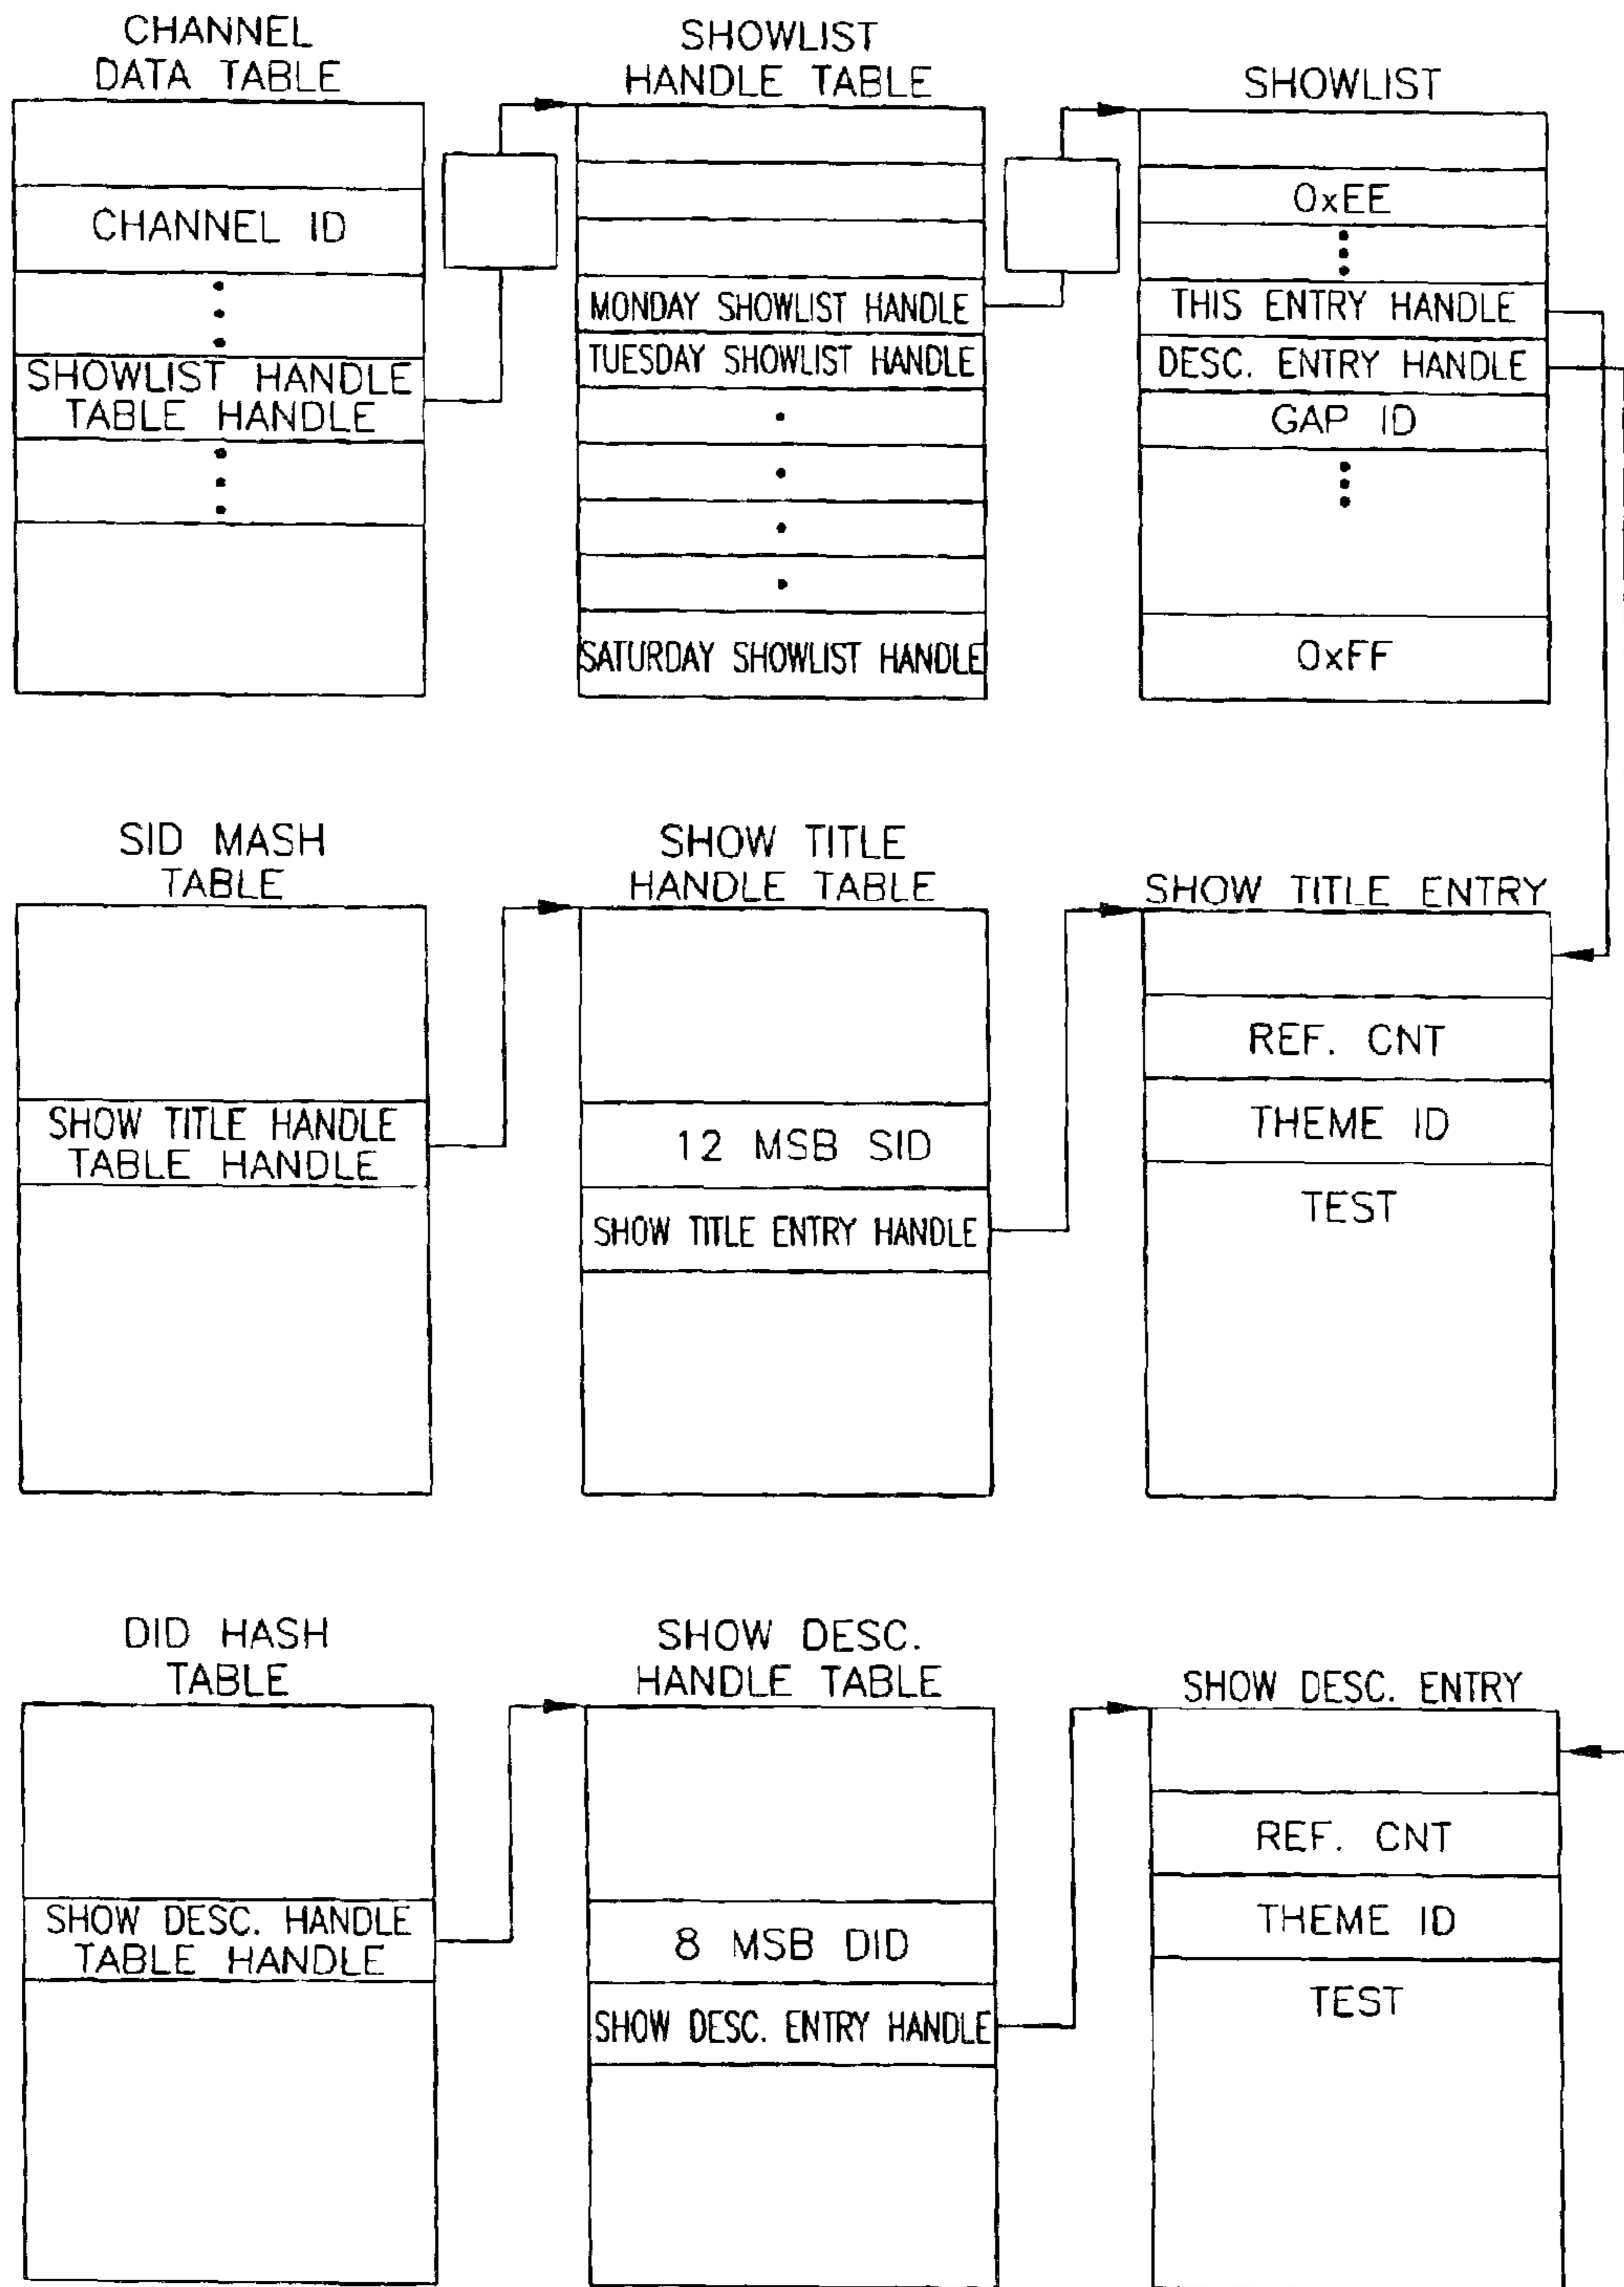 CHANNEL
DATA TABLE
CHANNEL ID
SHOWLIST HANDLE
TABLE HANDLE
SHOWLIST
HANDLE TABLE
MONDAY SHOWLIST HANDLE
TUESDAY SHOWLIST HANDLE
SATURDAY SHOWLIST HANDLE
SHOWLIST
0xEE
THIS ENTRY HANDLE
DESC. ENTRY HANDLE
GAP ID
0xFF
SID MASH
TABLE
SHOW TITLE HANDLE
TABLE HANDLE
SHOW TITLE
HANDLE TABLE
12 MSB SID
SHOW TITLE ENTRY HANDLE
SHOW TITLE ENTRY
REF. CNT
THEME ID
TEST
DID HASH
TABLE
SHOW DESC. HANDLE
TABLE HANDLE
SHOW DESC.
HANDLE TABLE
8 MSB DID
SHOW DESC. ENTRY HANDLE
SHOW DESC. ENTRY
REF. CNT
THEME ID
TEST